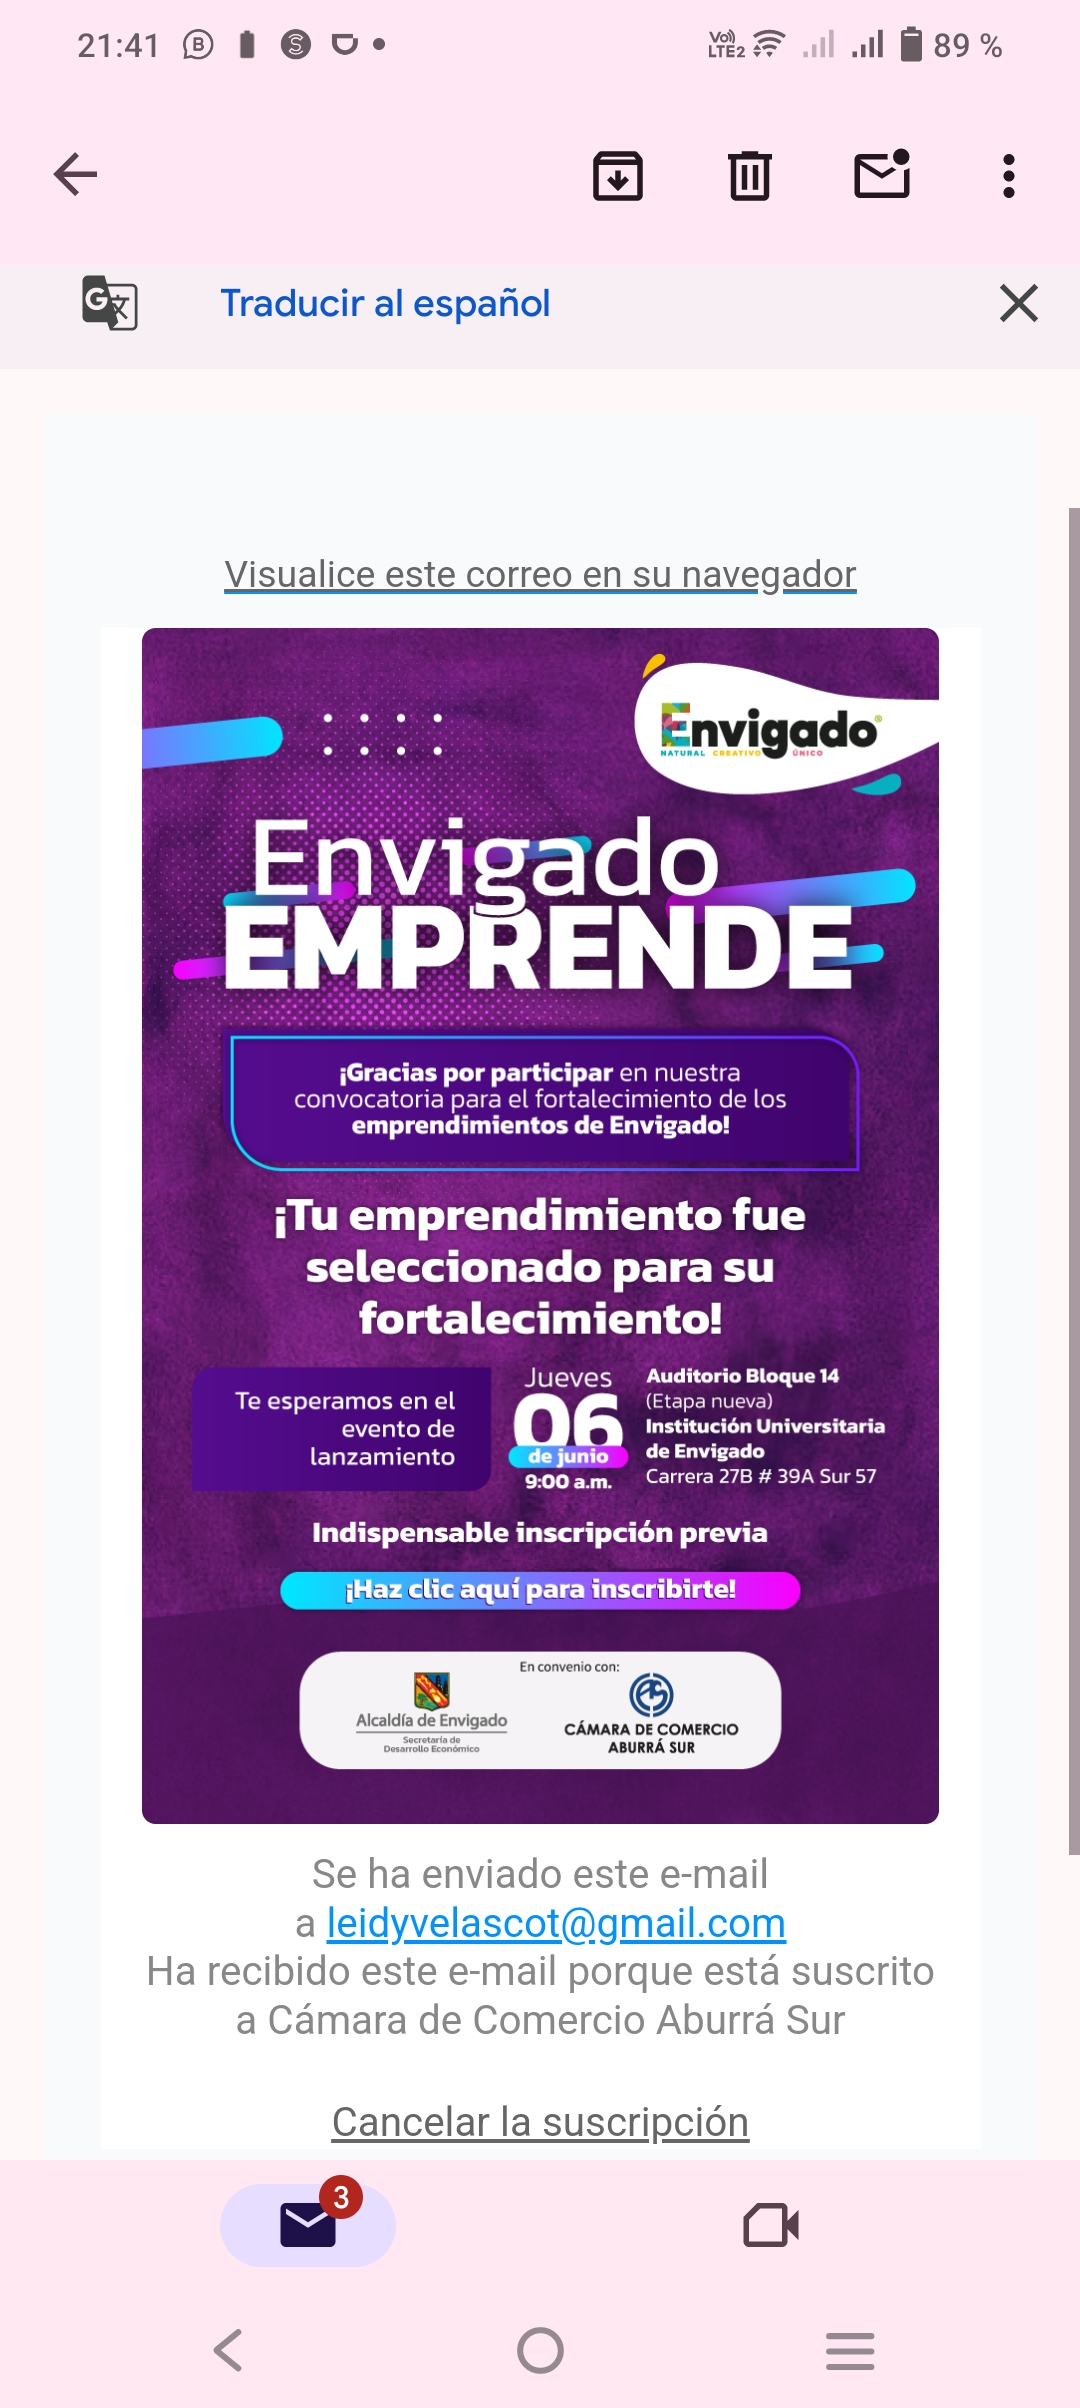 21:41
Vo)) LTE2
89 %
Traducir al español
Visualice este correo en su navegador
Envigado
NATURAL CREATIVO ÚNICO
Envigado
EMPRENDE
¡Gracias por participar en nuestra
convocatoria para el fortalecimiento de los
emprendimientos de Envigado!
¡Tu emprendimiento fue
seleccionado para su
fortalecimiento!
Te esperamos en el
evento de
lanzamiento
Jueves
06
de junio
9:00 a.m.
Auditorio Bloque 14
(Etapa nueva)
Institución Universitaria
de Envigado
Carrera 27B # 39A Sur 57
Indispensable inscripción previa
¡Haz clic aquí para inscribirte!
En convenio con:
Alcaldía de Envigado
Secretaría de
Desarrollo Económico
CÁMARA DE COMERCIO
ABURRÁ SUR
Se ha enviado este e-mail
a leidyvelascot@gmail.com
Ha recibido este e-mail porque está suscrito
a Cámara de Comercio Aburrá Sur
Cancelar la suscripción
3